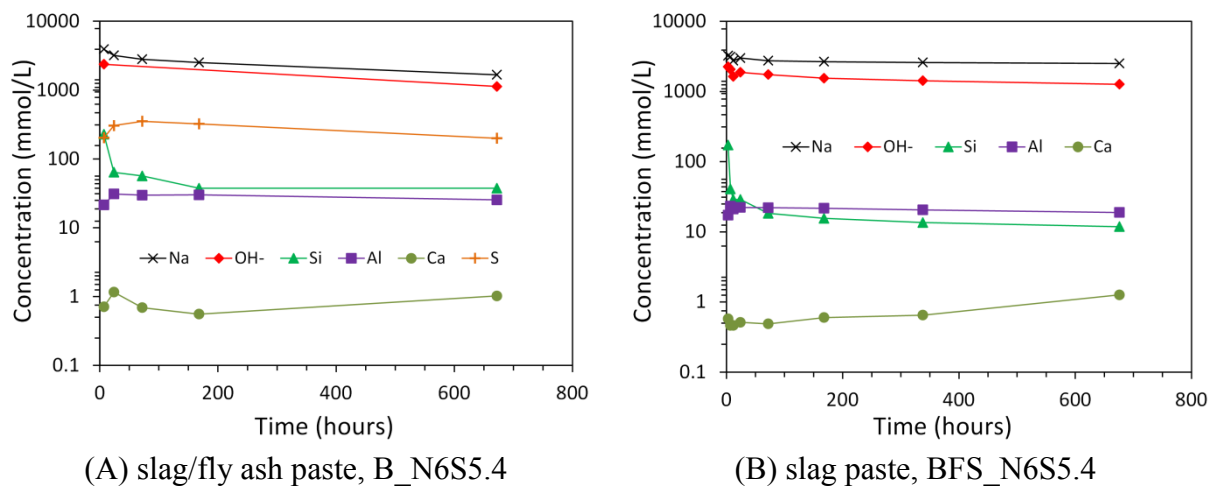 10000
1000
100
10
1
0.1
Concentration (mmol/L)
Na OH- Si Al Ca S
0 200 400 600 800
Time (hours)
(A) slag/fly ash paste, B_N6S5.4
10000
1000
100
10
1
0.1
Concentration (mmol/L)
Na OH- Si Al Ca
0 200 400 600 800
Time (hours)
(B) slag paste, BFS_N6S5.4